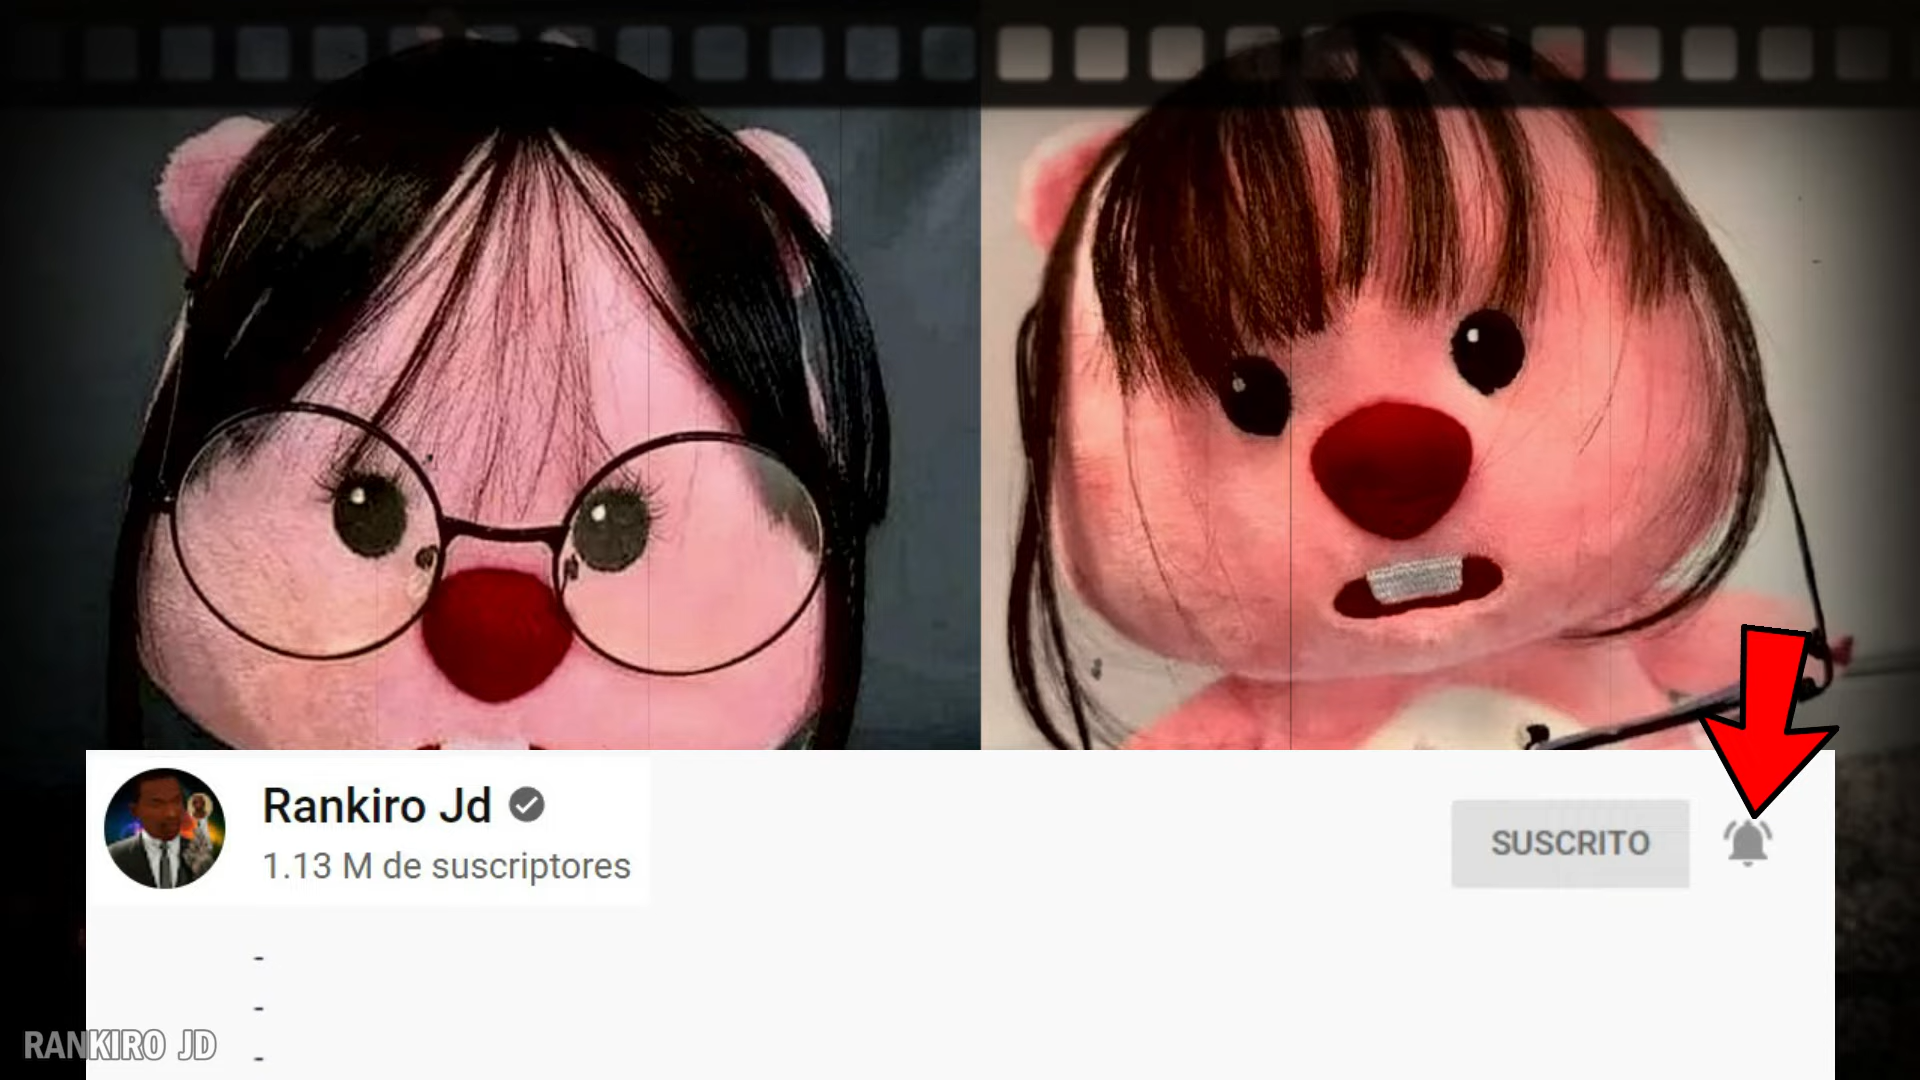 Rankiro Jd
1.13 M de suscriptores
SUSCRITO
-
-
-
RANKIRO JD